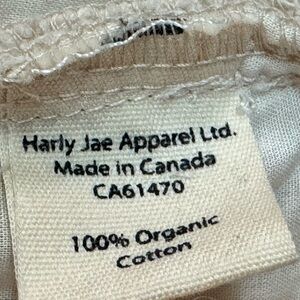 Harly Jae Apparel Ltd.
Made in Canada
CA61470
100% Organic
Cotton